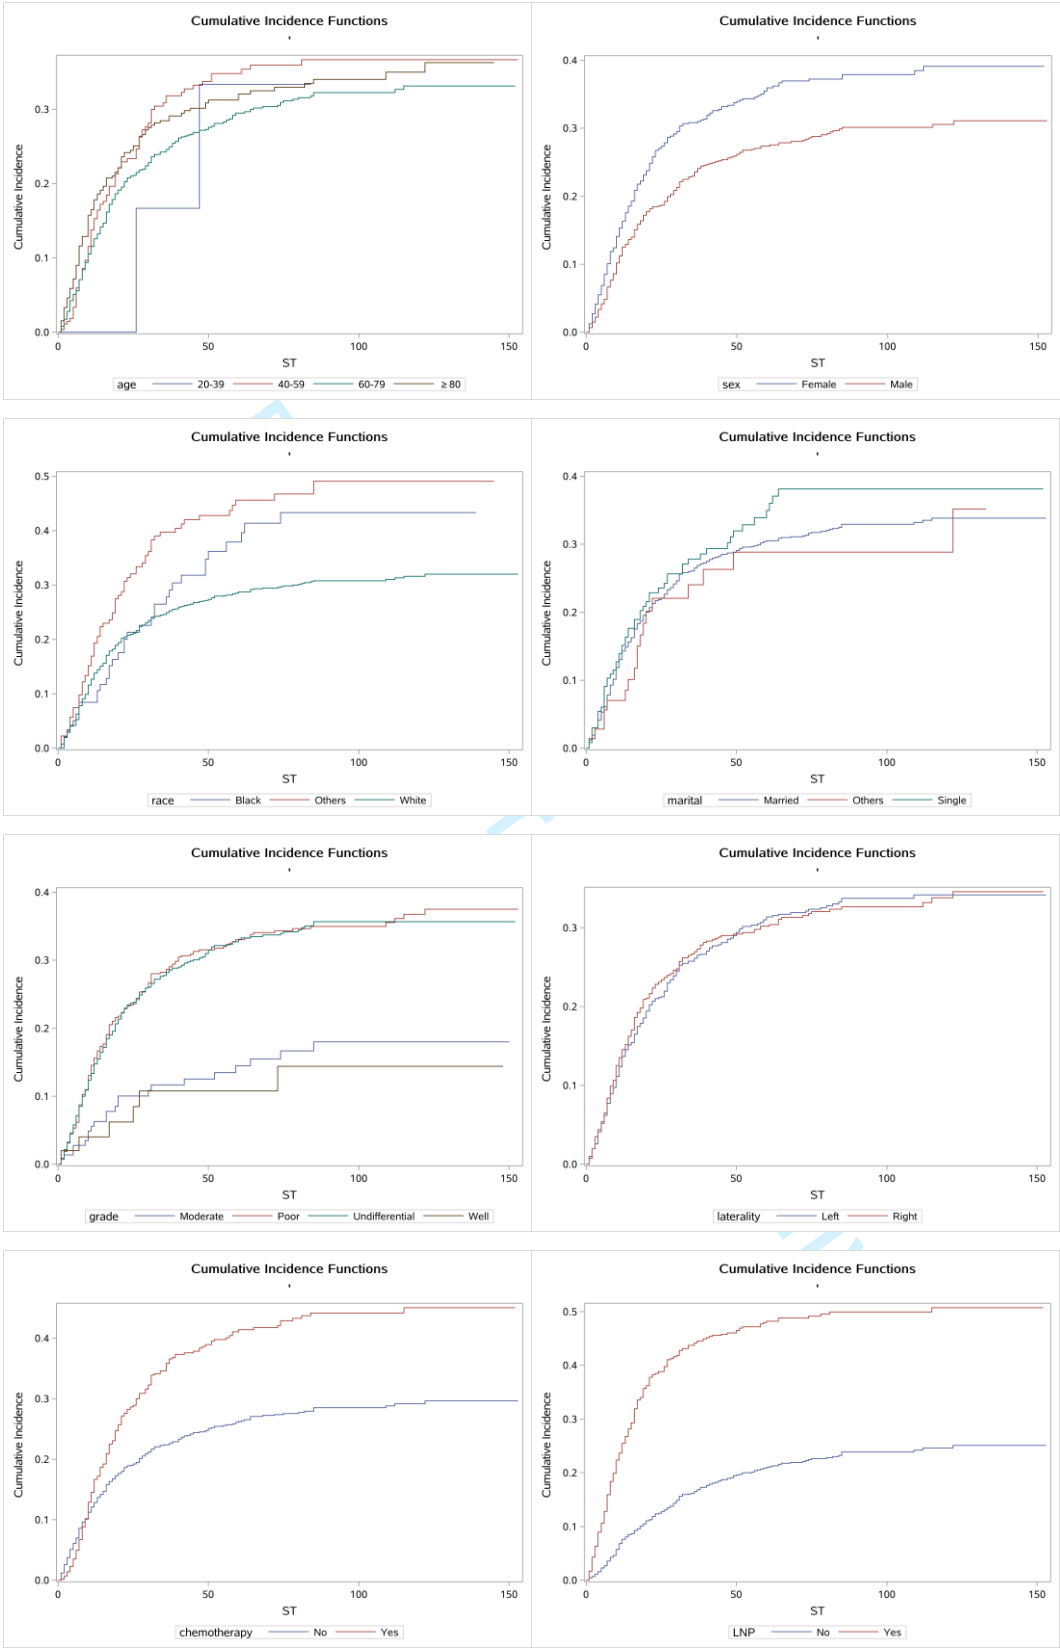 Cumulative Incidence Functions
Cumulative Incidence
0.3
0.2
0.1
0.0
0 50 100 150
ST
age 20-39 40-59 60-79 ≥ 80
Cumulative Incidence Functions
Cumulative Incidence
0.4
0.3
0.2
0.1
0.0
0 50 100 150
ST
sex Female Male
Cumulative Incidence Functions
Cumulative Incidence
0.5
0.4
0.3
0.2
0.1
0.0
0 50 100 150
ST
race Black Others White
Cumulative Incidence Functions
Cumulative Incidence
0.4
0.3
0.2
0.1
0.0
0 50 100 150
ST
marital Married Others Single
Cumulative Incidence Functions
Cumulative Incidence
0.4
0.3
0.2
0.1
0.0
0 50 100 150
ST
grade Moderate Poor Undifferential Well
Cumulative Incidence Functions
Cumulative Incidence
0.3
0.2
0.1
0.0
0 50 100 150
ST
laterality Left Right
Cumulative Incidence Functions
Cumulative Incidence
0.4
0.3
0.2
0.1
0.0
0 50 100 150
ST
chemotherapy No Yes
Cumulative Incidence Functions
Cumulative Incidence
0.5
0.4
0.3
0.2
0.1
0.0
0 50 100 150
ST
LNP No Yes